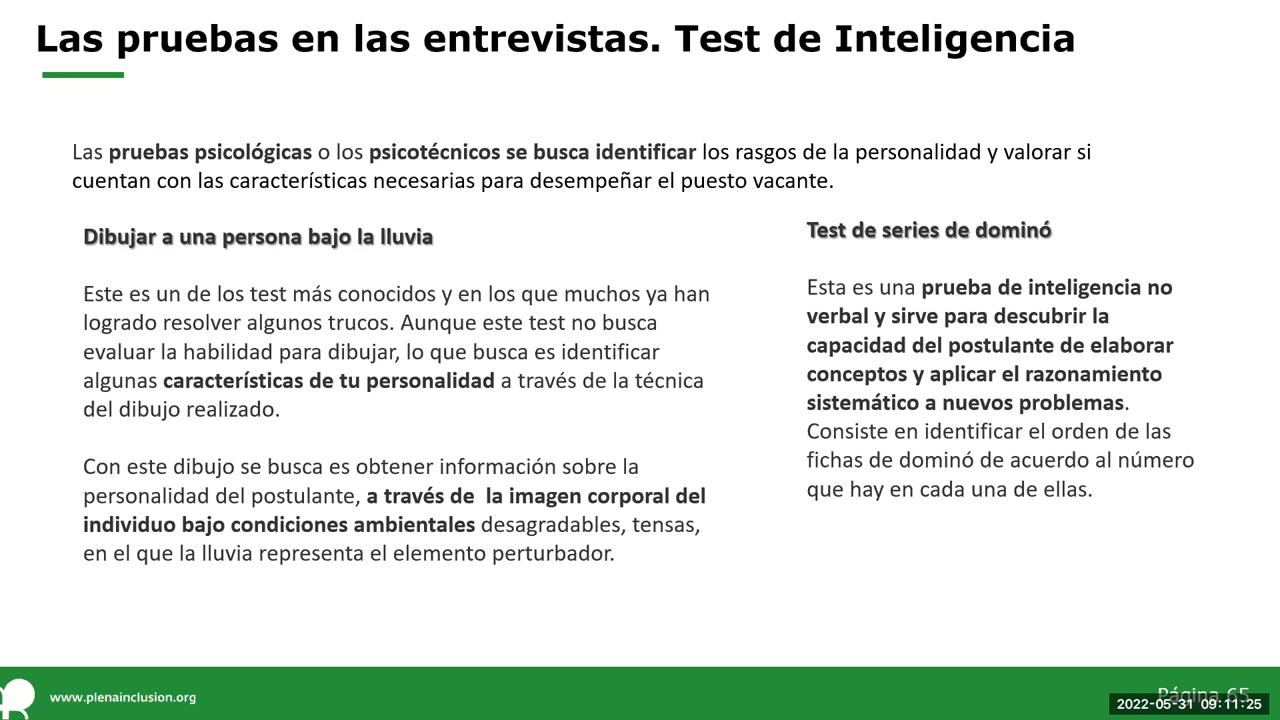 Las pruebas en las entrevistas. Test de Inteligencia
Las pruebas psicológicas o los psicotécnicos se busca identificar los rasgos de la personalidad y valorar si
cuentan con las características necesarias para desempeñar el puesto vacante.
Dibujar a una persona bajo la lluvia
Este es un de los test más conocidos y en los que muchos ya han
logrado resolver algunos trucos. Aunque este test no busca
evaluar la habilidad para dibujar, lo que busca es identificar
algunas características de tu personalidad a través de la técnica
del dibujo realizado.
Con este dibujo se busca es obtener información sobre la
personalidad del postulante, a través de la imagen corporal del
individuo bajo condiciones ambientales desagradables, tensas,
en el que la lluvia representa el elemento perturbador.
Test de series de dominó
Esta es una prueba de inteligencia no
verbal y sirve para descubrir la
capacidad del postulante de elaborar
conceptos y aplicar el razonamiento
sistemático a nuevos problemas.
Consiste en identificar el orden de las
fichas de dominó de acuerdo al número
que hay en cada una de ellas.
www.plenainclusion.org
Página 65
2022-05-31 09:11:25